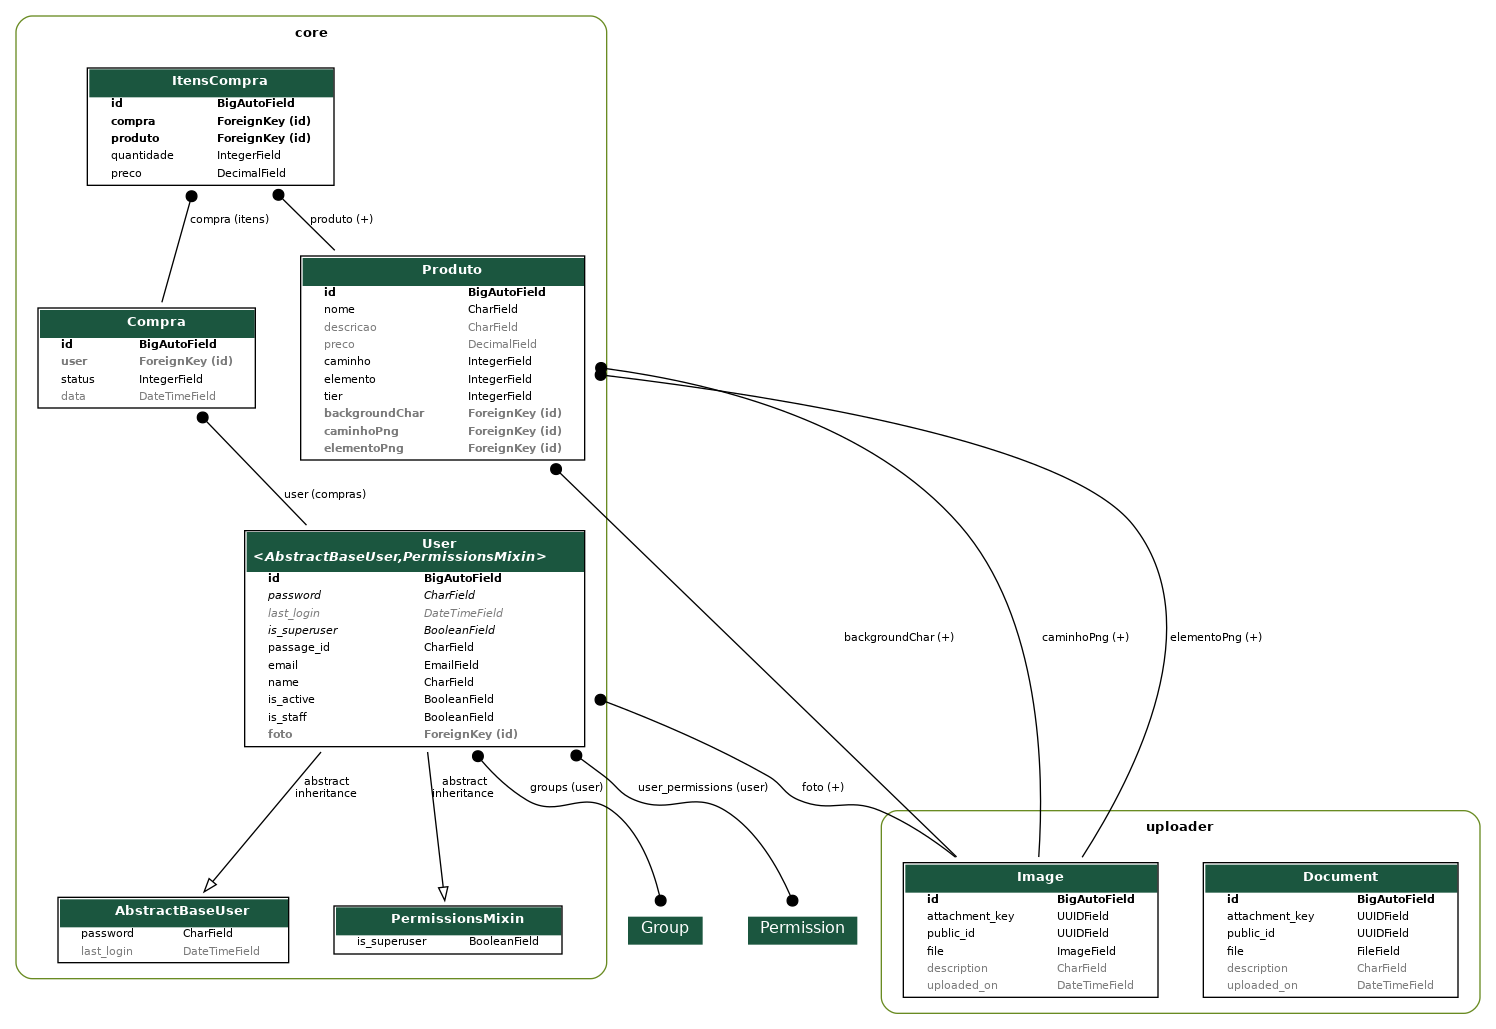 core
ItensCompra
id BigAutoField
compra ForeignKey (id)
produto ForeignKey (id)
quantidade IntegerField
preco DecimalField
compra (itens)
produto (+)
Produto
id BigAutoField
nome CharField
descricao CharField
preco DecimalField
caminho IntegerField
elemento IntegerField
tier IntegerField
backgroundChar ForeignKey (id)
caminhoPng ForeignKey (id)
elementoPng ForeignKey (id)
Compra
id BigAutoField
user ForeignKey (id)
status IntegerField
data DateTimeField
user (compras)
User
<AbstractBaseUser,PermissionsMixin>
id BigAutoField
password CharField
last_login DateTimeField
is_superuser BooleanField
passage_id CharField
email EmailField
name CharField
is_active BooleanField
is_staff BooleanField
foto ForeignKey (id)
backgroundChar (+)
caminhoPng (+)
elementoPng (+)
abstract
inheritance
abstract
inheritance
groups (user)
user_permissions (user)
foto (+)
AbstractBaseUser
password CharField
last_login DateTimeField
PermissionsMixin
is_superuser BooleanField
Group
Permission
uploader
Image
id BigAutoField
attachment_key UUIDField
public_id UUIDField
file ImageField
description CharField
uploaded_on DateTimeField
Document
id BigAutoField
attachment_key UUIDField
public_id UUIDField
file FileField
description CharField
uploaded_on DateTimeField